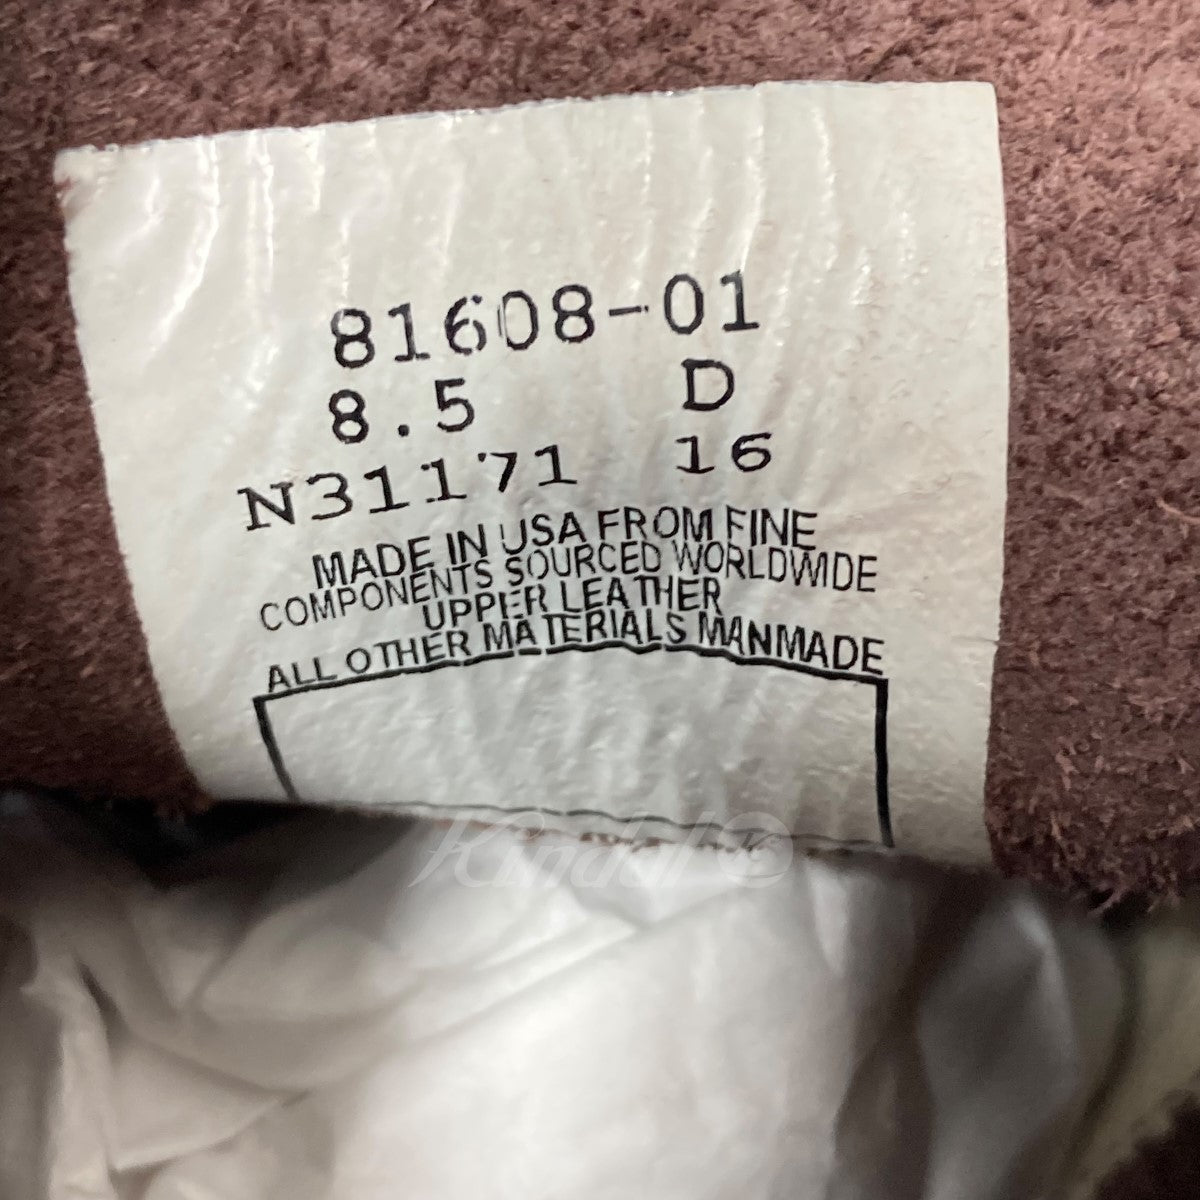 81608-01
8.5 D
N31171 16
MADE IN USA FROM FINE
COMPONENTS SOURCED WORLDWIDE
UPPER LEATHER
ALL OTHER MATERIALS MANMADE
Kindal